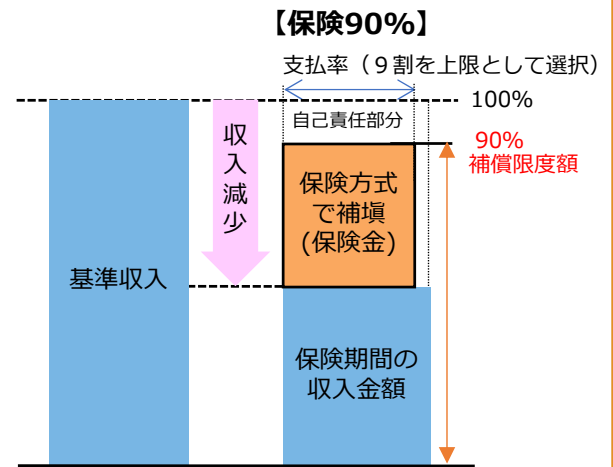 【保険90%】
支払率（９割を上限として選択）
100%
自己責任部分
90%
補償限度額
収入減少
保険方式
で補塡
(保険金)
基準収入
保険期間の
収入金額